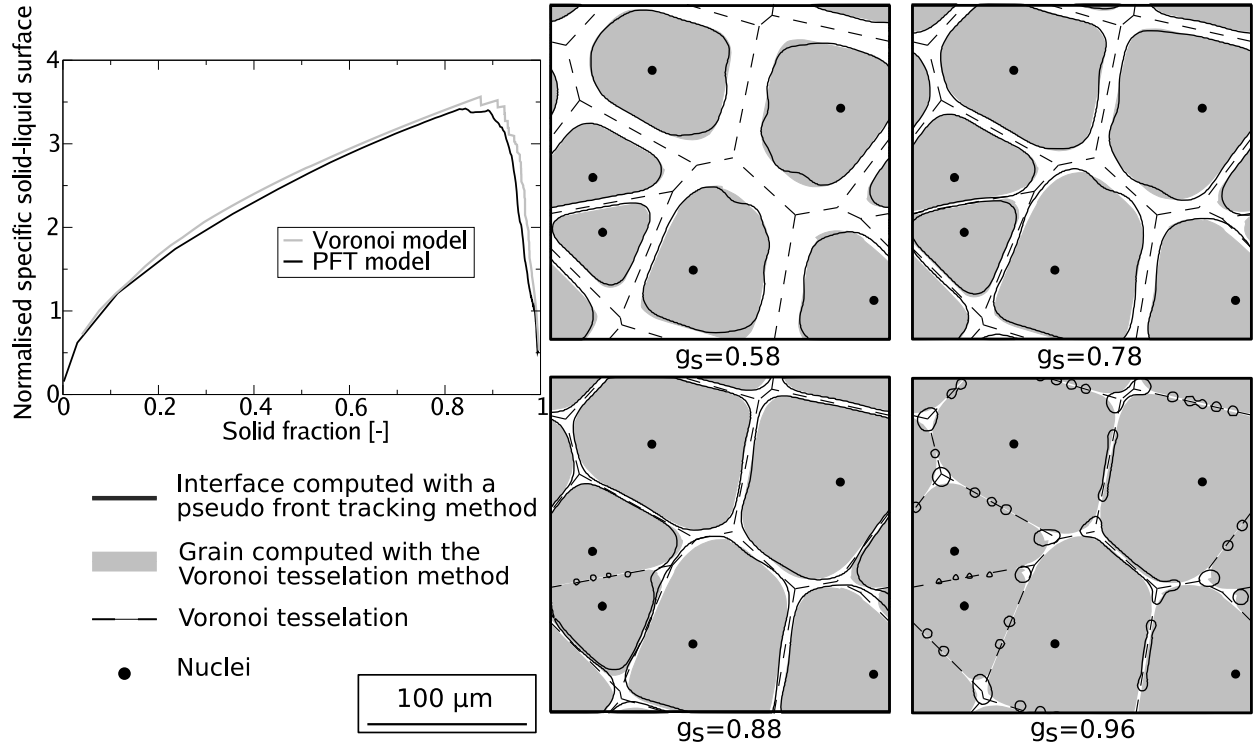 Normalised specific solid-liquid surface
4
3
2
1
0
0
0.2
0.4
0.6
0.8
1
Solid fraction [-]
Voronoi model
PFT model
Interface computed with a
pseudo front tracking method
Grain computed with the
Voronoi tesselation method
Voronoi tesselation
Nuclei
100 µm
gs=0.58
gs=0.78
gs=0.88
gs=0.96